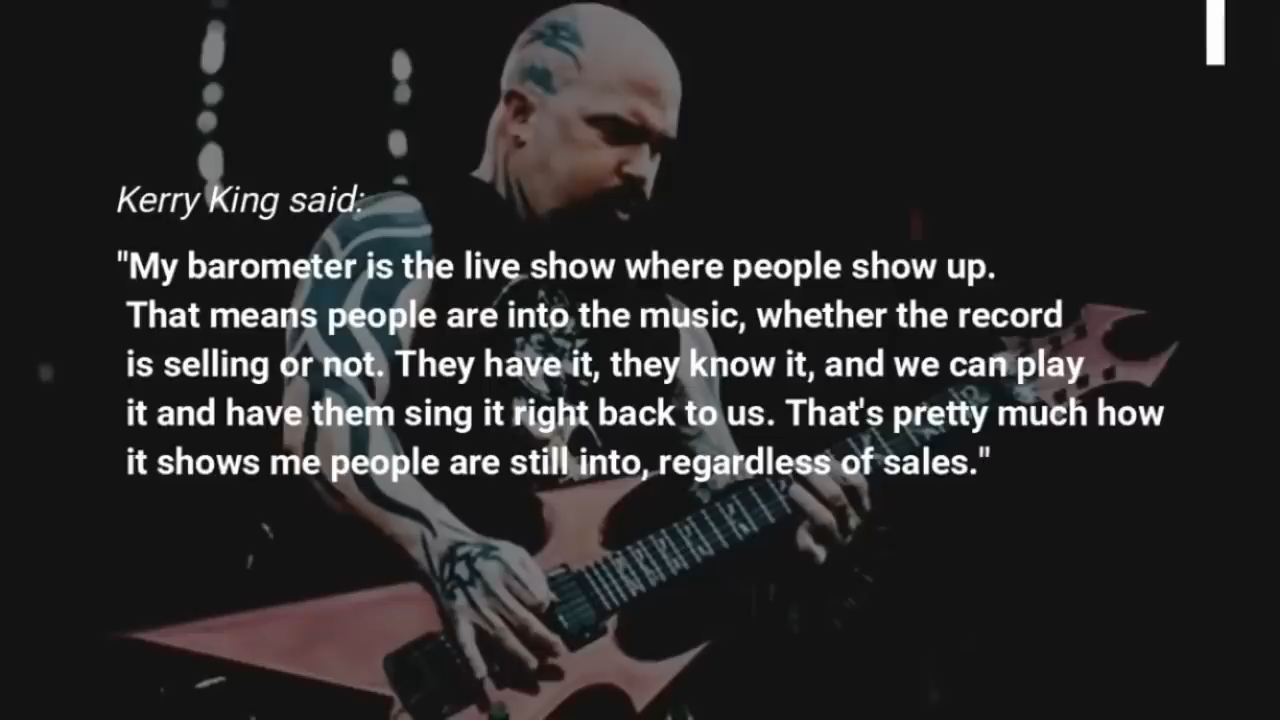 Kerry King said:
"My barometer is the live show where people show up.
That means people are into the music, whether the record
is selling or not. They have it, they know it, and we can play
it and have them sing it right back to us. That's pretty much how
it shows me people are still into, regardless of sales."